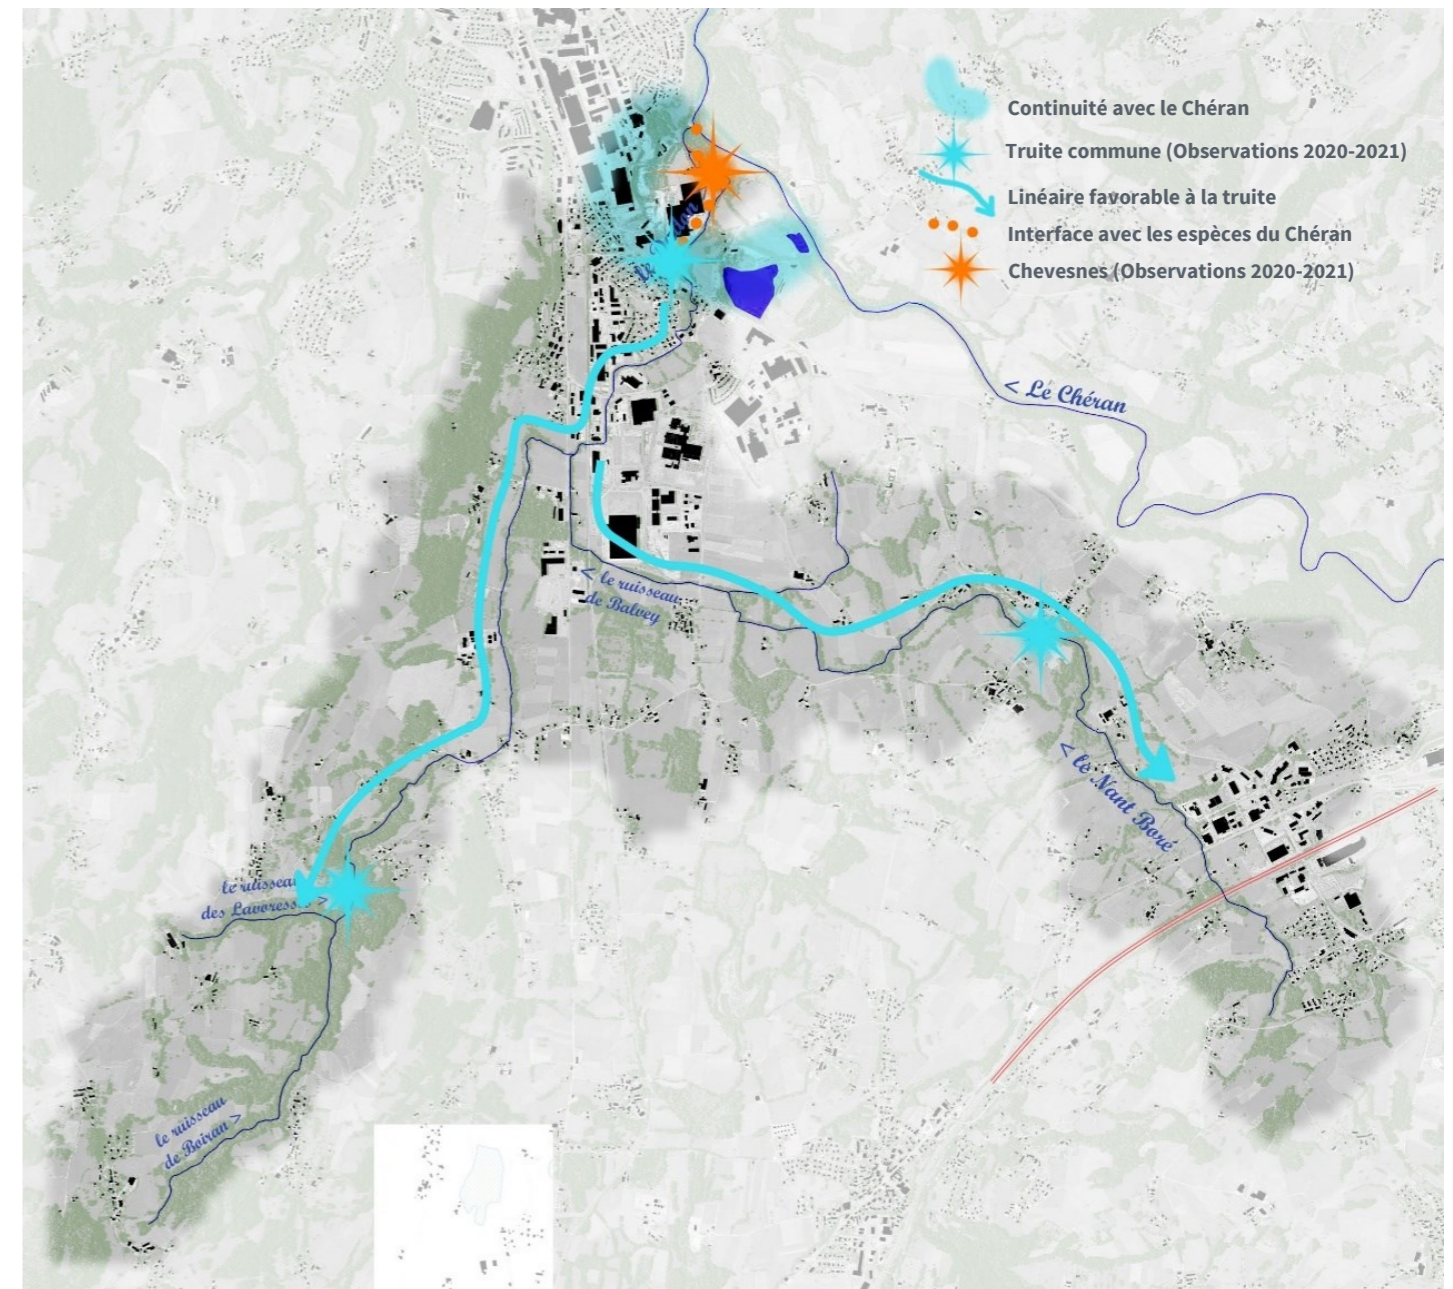 Continuité avec le Chéran
Truite commune (Observations 2020-2021)
Linéaire favorable à la truite
Interface avec les espèces du Chéran
Chevesnes (Observations 2020-2021)
< Le Chéran
< le ruisseau
de Balvey
< le Nant Boré
le ruisseau
des Lavoresses >
le ruisseau
de Boiran >